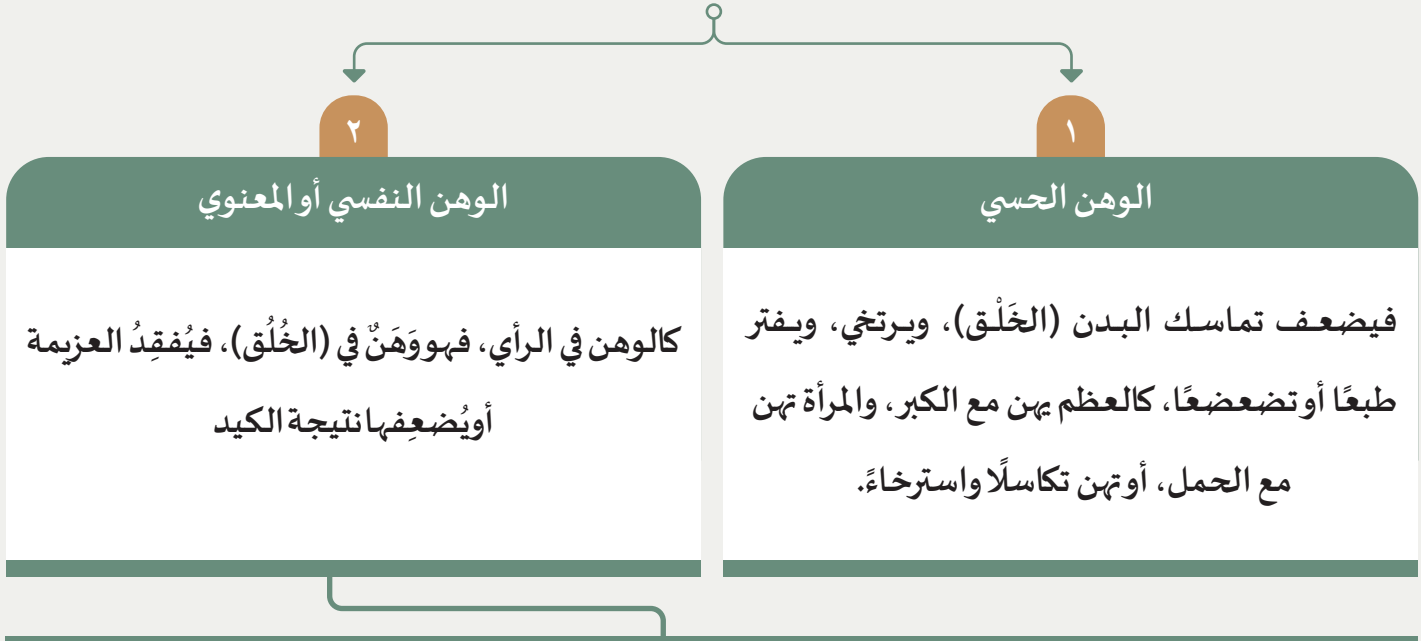 ١
الوهن الحسي
فيضعف تماسك البدن (الخَلْق)، ويرتخي، ويفتر
طبعًا أو تضعضعًا، كالعظم يهن مع الكبر، والمرأة تهن
مع الحمل، أو تهن تكاسلًا واسترخاءً.
٢
الوهن النفسي أو المعنوي
كالوهن في الرأي، فهو وَهَنٌ في (الخُلُق)، فيُفقِدُ العزيمة
أو يُضعِفها نتيجة الكيد